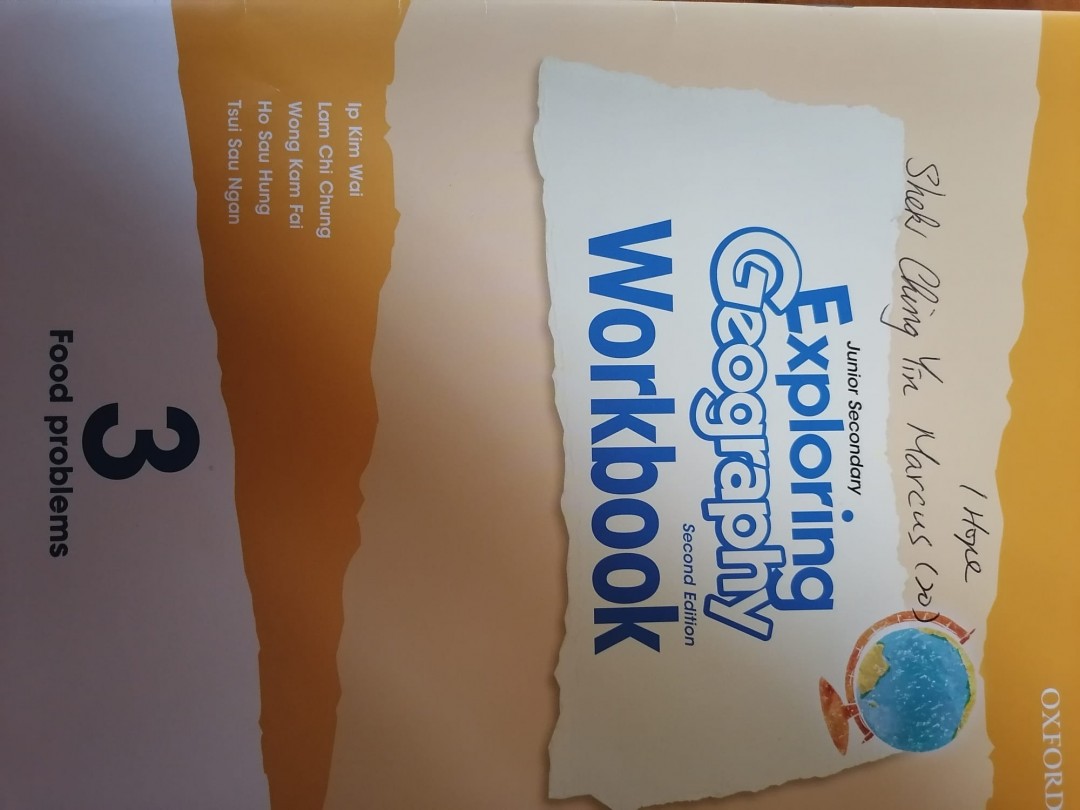 OXFORD
1 Hope
Shek Ching Yin Marcus (20)
Junior Secondary
Exploring
Geography
Second Edition
Workbook
Ip Kim Wai
Lam Chi Chung
Wong Kam Fai
Ho Sau Hung
Tsui Sau Ngan
3
Food problems